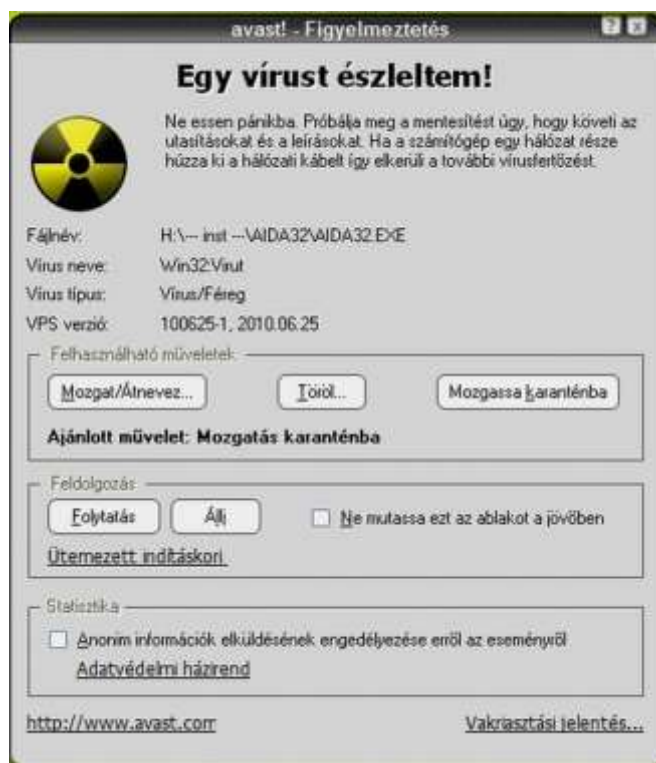 avast! - Figyelmeztetés
Egy vírust észleltem!
Ne essen pánikba. Próbálja meg a mentesítést úgy, hogy követi az
utasításokat és a leírásokat. Ha a számítógép egy hálózat része
húzza ki a hálózati kábelt így elkerüli a további vírusfertőzést.
Fájlnév: H:\--- inst ---\AIDA32\AIDA32.EXE
Vírus neve: Win32:Virut
Vírus típus: Vírus/Féreg
VPS verzió: 100625-1, 2010.06.25
Felhasználható műveletek
Mozgat/Átnevez... Töröl... Mozgassa karanténba
Ajánlott művelet: Mozgatás karanténba
Feldolgozás
Folytatás Állj Ne mutassa ezt az ablakot a jövőben
Ütemezett indításkori
Statisztika
Anonim információk elküldésének engedélyezése erről az eseményről
Adatvédelmi házirend
http://www.avast.com Vakriasztási jelentés...